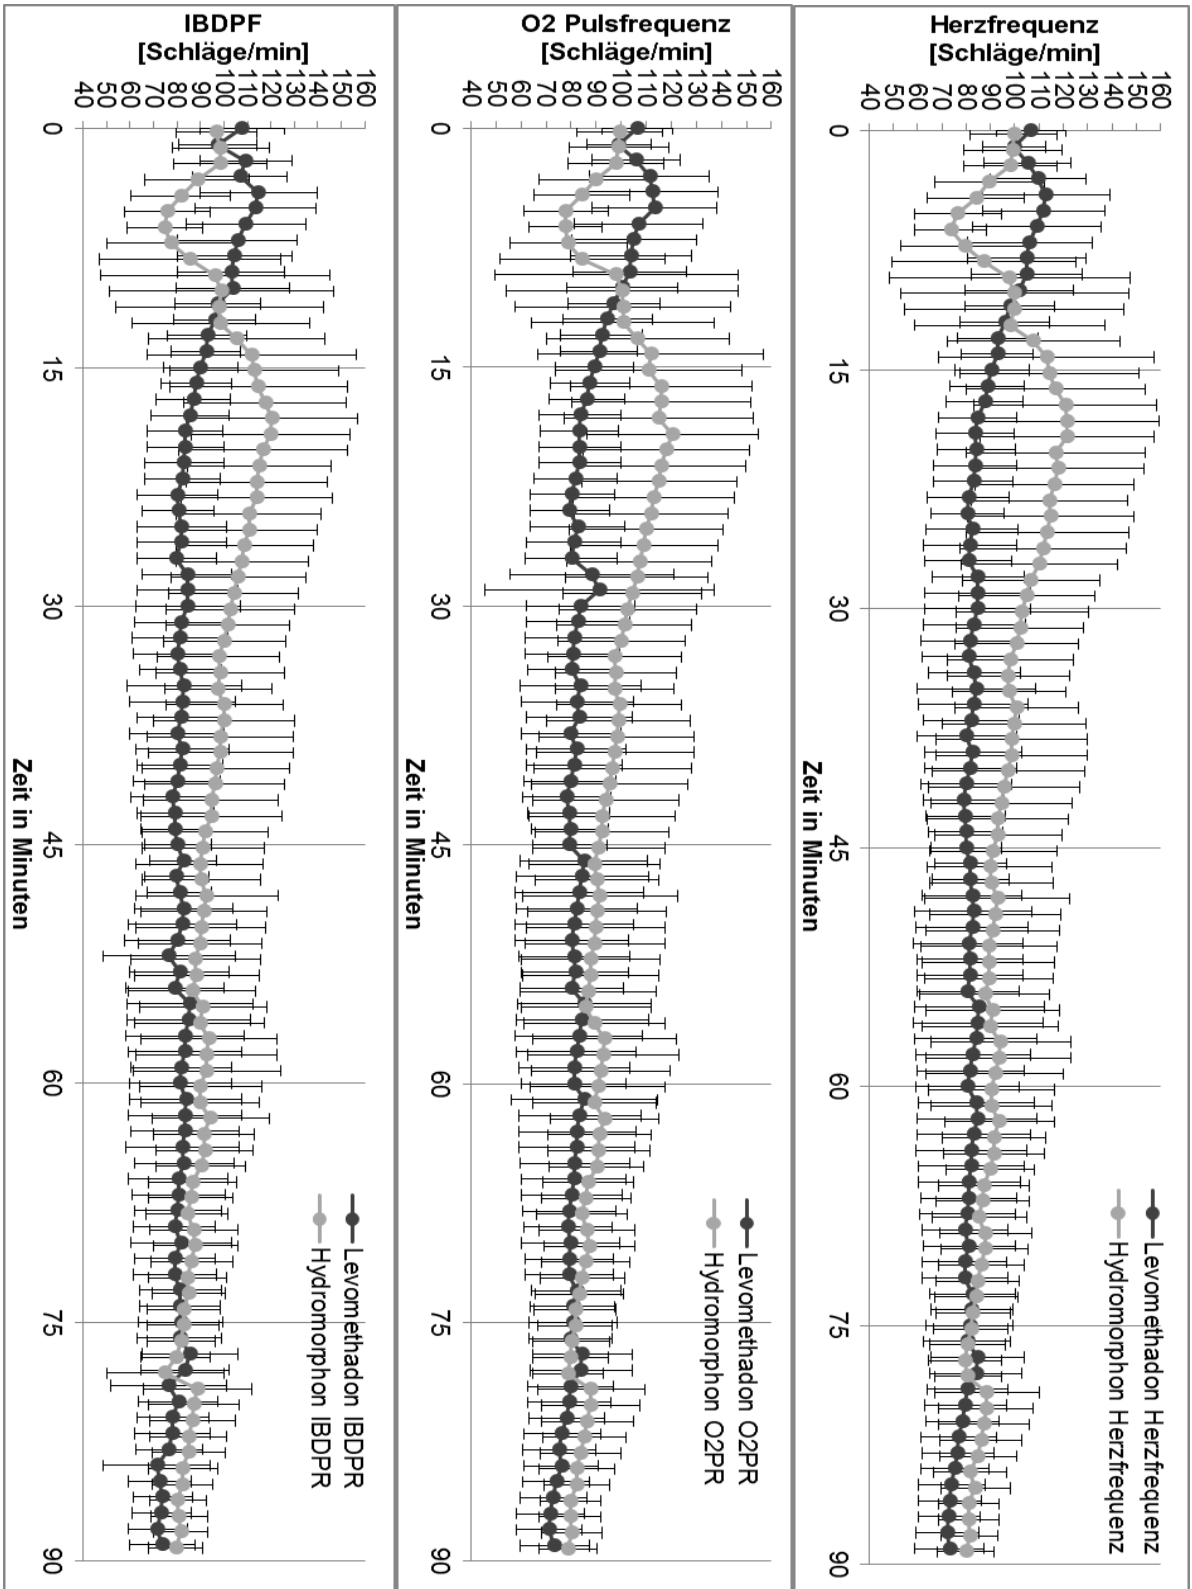 IBDPF
[Schläge/min]
40 50 60 70 80 90 100 110 120 130 140 150 160
0 15 30 45 60 75 90
Zeit in Minuten
Levomethadon IBDPR
Hydromorphon IBDPR
O2 Pulsfrequenz
[Schläge/min]
40 50 60 70 80 90 100 110 120 130 140 150 160
0 15 30 45 60 75 90
Zeit in Minuten
Levomethadon O2PR
Hydromorphon O2PR
Herzfrequenz
[Schläge/min]
40 50 60 70 80 90 100 110 120 130 140 150 160
0 15 30 45 60 75 90
Zeit in Minuten
Levomethadon Herzfrequenz
Hydromorphon Herzfrequenz